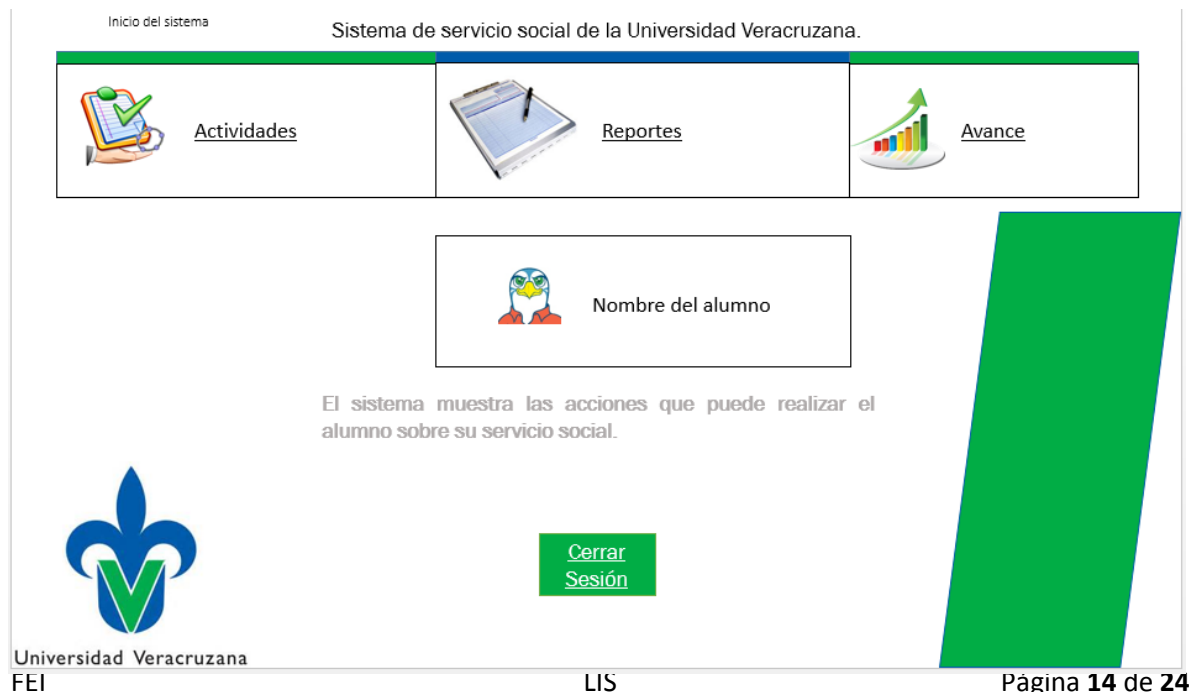 Inicio del sistema
Sistema de servicio social de la Universidad Veracruzana.
Actividades
Reportes
Avance
Nombre del alumno
El sistema muestra las acciones que puede realizar el
alumno sobre su servicio social.
Cerrar
Sesión
Universidad Veracruzana
FEI LIS Página 14 de 24